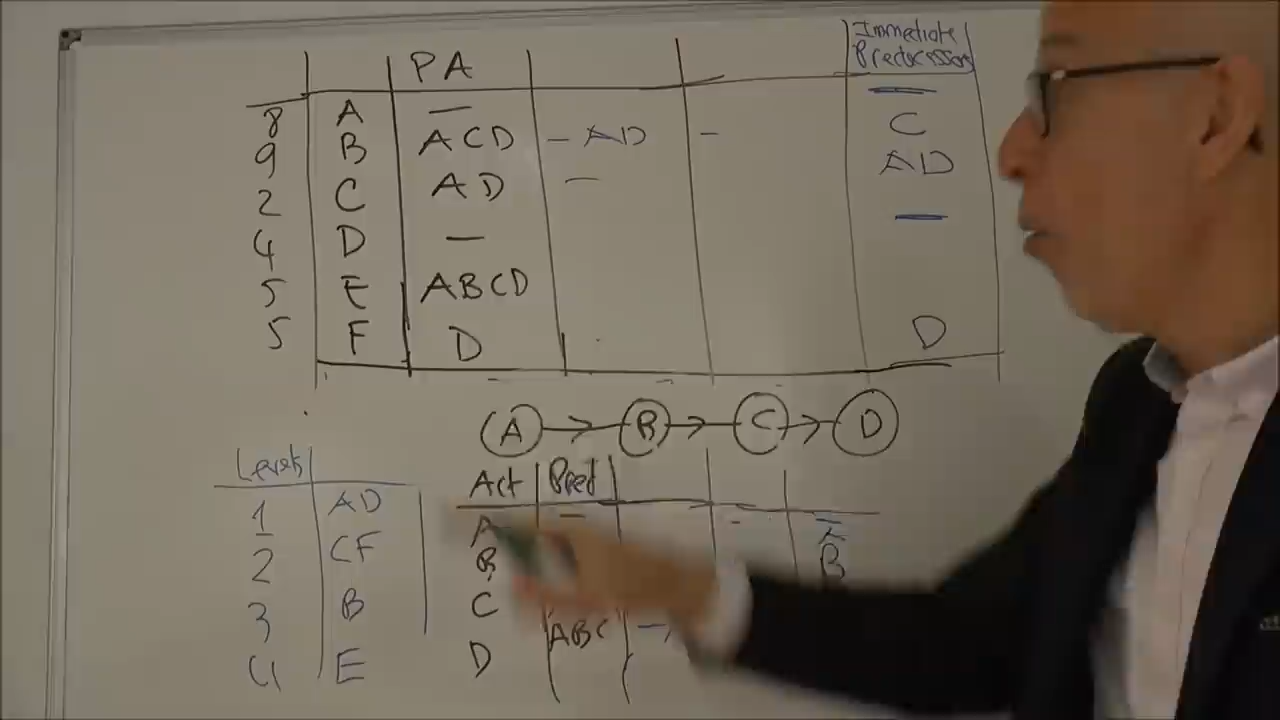 PA Immediate
Predocessors
8 A —
9 B ACD - AD - C
2 C AD — AD
4 D — —
5 E ABCD
5 F D D
A → B → C → D
Levels
Act Pred
1 AD A — - —
2 CF B B
3 B C
4 E D ABC —